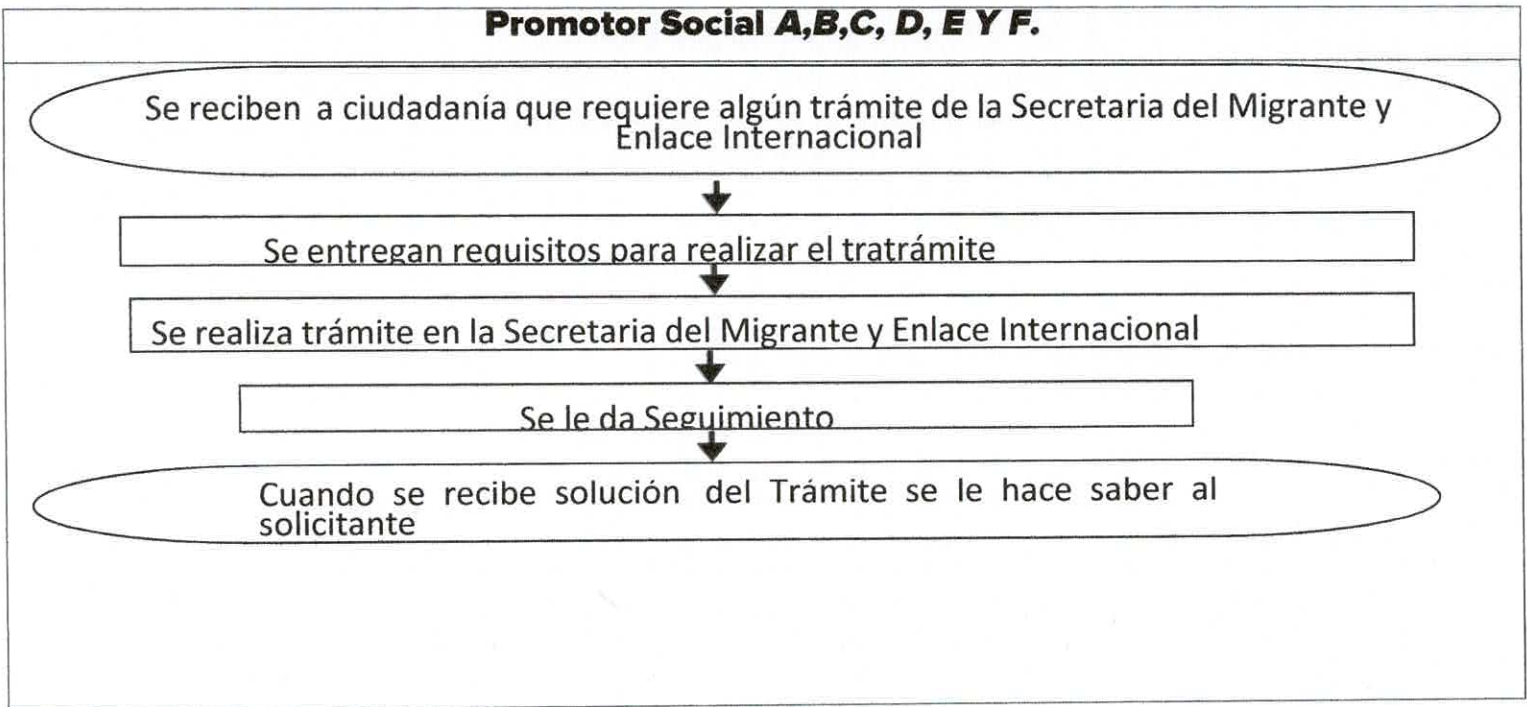 Promotor Social A,B,C, D, E Y F.
Se reciben a ciudadanía que requiere algún trámite de la Secretaria del Migrante y
Enlace Internacional
Se entregan requisitos para realizar el tratrámite
Se realiza trámite en la Secretaria del Migrante y Enlace Internacional
Se le da Seguimiento
Cuando se recibe solución del Trámite se le hace saber al
solicitante